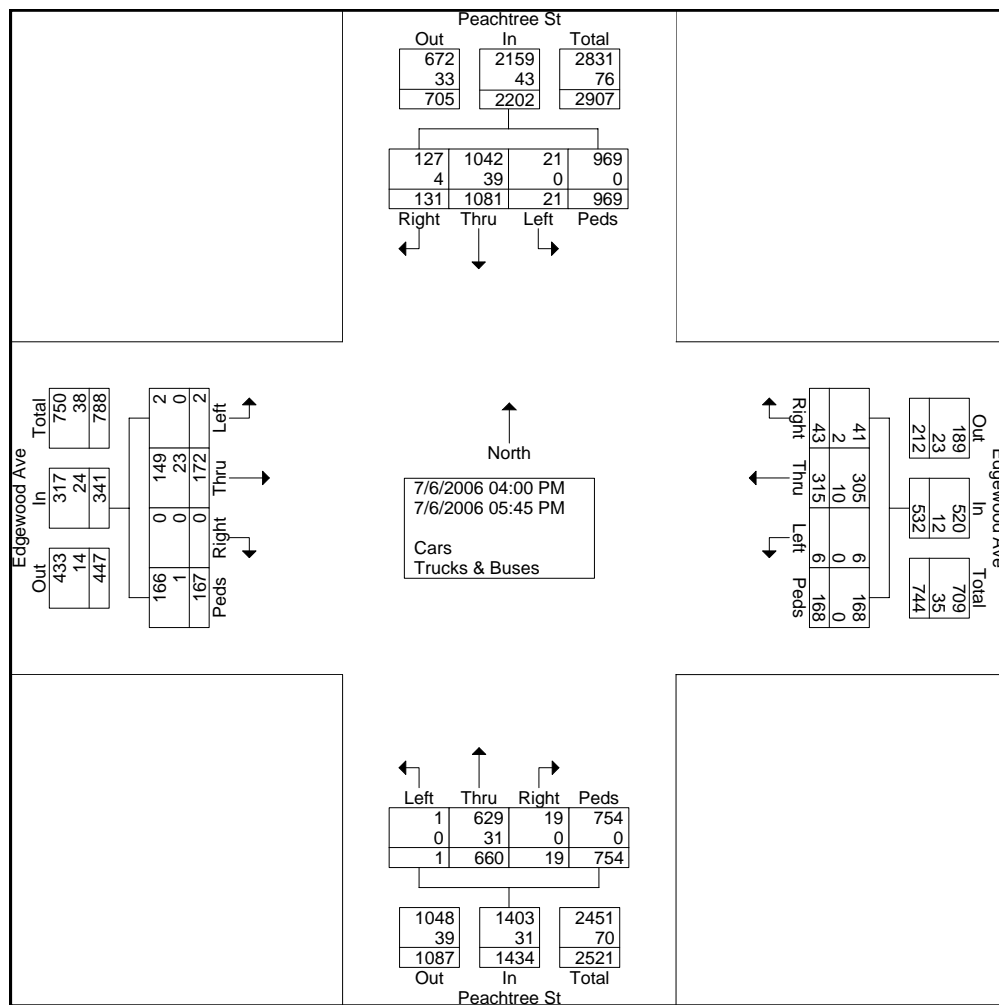 Peachtree St
Out In Total
672 2159 2831
33 43 76
705 2202 2907
127 1042 21 969
4 39 0 0
131 1081 21 969
Right Thru Left Peds
Edgewood Ave
Total In Out
750 317 433
38 24 14
788 341 447
2 149 0 166
0 23 0 1
2 172 0 167
Left Thru Right Peds
North
7/6/2006 04:00 PM
7/6/2006 05:45 PM
Cars
Trucks & Buses
Edgewood Ave
Out In Total
189 520 709
23 12 35
212 532 744
41 305 6 168
2 10 0 0
43 315 6 168
Right Thru Left Peds
Left Thru Right Peds
1 629 19 754
0 31 0 0
1 660 19 754
1048 1403 2451
39 31 70
1087 1434 2521
Out In Total
Peachtree St